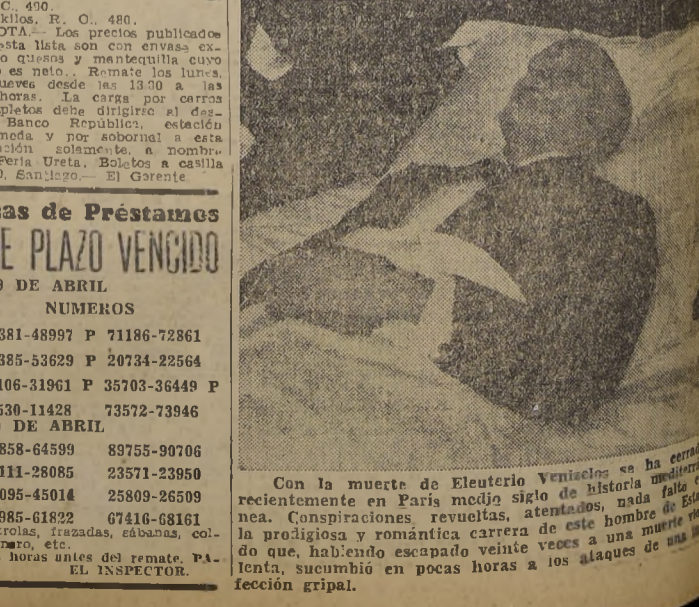 C., 490.
kilos, R. O., 480.
OTA.— Los precios publicados
esta lista son con envase ex-
o quesos y mantequilla cuyo
es neto.. Remate los lunes,
ueves desde las 13.30 a las
horas. La carga por carros
pletos debe dirigirse al des-
Banco República, estación
meda y por sobornal a esta
ción solamente, a nombre
Feria Ureta. Boletos a casilla
Santiago.— El Gerente
as de Préstamos
E PLAZO VENCIDO
DE ABRIL
NUMEROS
381-48997 P 71186-72861
385-53629 P 20734-22564
106-31961 P 35703-36449 P
530-11428 73572-73946
DE ABRIL
858-64599 89755-90706
111-28085 23571-23950
095-45014 25809-26509
985-61822 67416-68161
trolas, frazadas, sábanas, col-
nero, etc.
horas antes del remate. PA-
EL INSPECTOR.
Con la muerte de Eleuterio Venizelos se ha cerrad
recientemente en París medio siglo de historia mediterrá
nea. Conspiraciones, revueltas, atentados, nada falta
la prodigiosa y romántica carrera de este hombre de Esta
do que, habiendo escapado veinte veces a una muerte vio
lenta, sucumbió en pocas horas a los ataques de una
fección gripal.